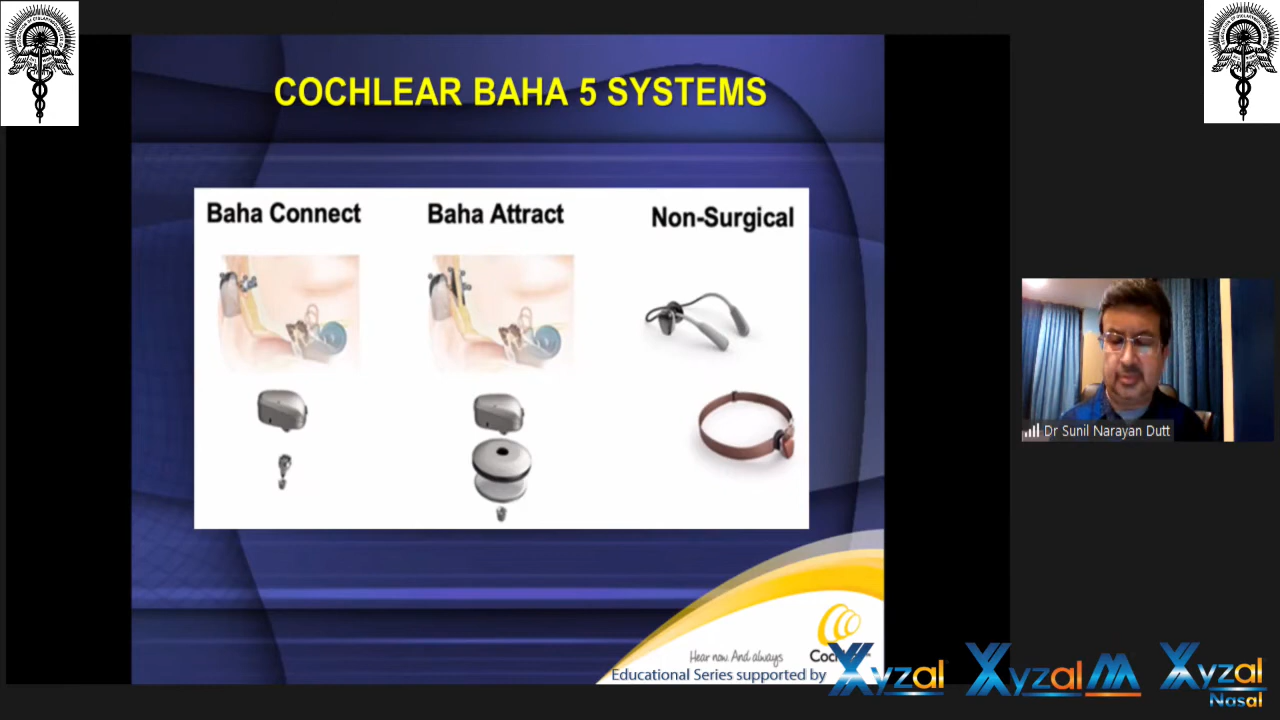 COCHLEAR BAHA 5 SYSTEMS
Baha Connect
Baha Attract
Non-Surgical
Dr Sunil Narayan Dutt
Hear now. And always
Educational Series supported by
Xyzal
Xyzal M
Xyzal
Nasal